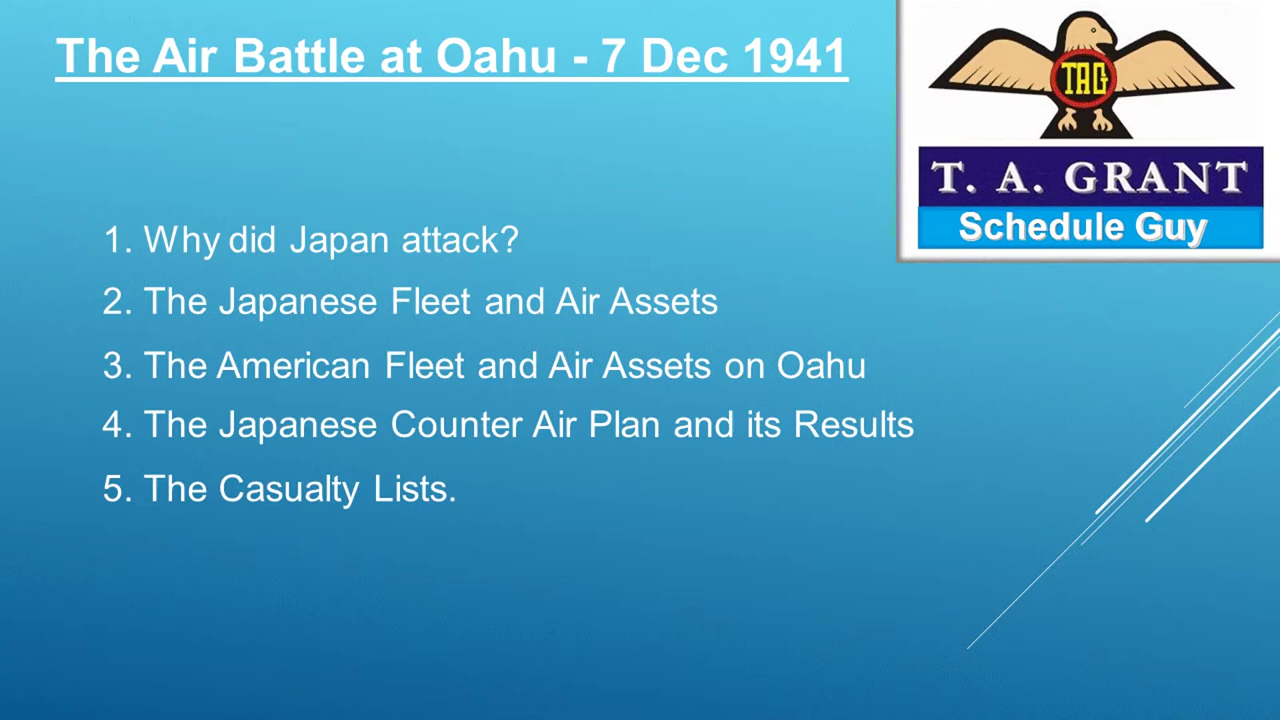 The Air Battle at Oahu - 7 Dec 1941
TAG
T. A. GRANT
Schedule Guy
1. Why did Japan attack?
2. The Japanese Fleet and Air Assets
3. The American Fleet and Air Assets on Oahu
4. The Japanese Counter Air Plan and its Results
5. The Casualty Lists.